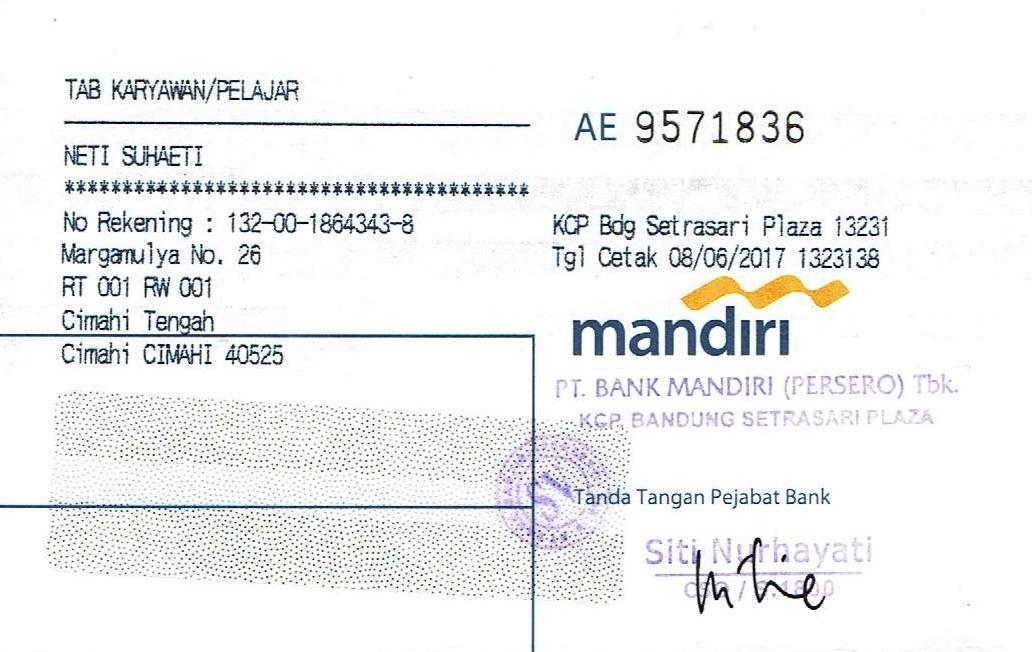 TAB KARYAWAN/PELAJAR
AE 9571836
NETI SUHAETI
****************************************
No Rekening : 132-00-1864343-8
Margamulya No. 26
RT 001 RW 001
Cimahi Tengah
Cimahi CIMAHI 40525
KCP Bdg Setrasari Plaza 13231
Tgl Cetak 08/06/2017 1323138
mandiri
PT. BANK MANDIRI (PERSERO) Tbk.
KCP. BANDUNG SETRASARI PLAZA
Tanda Tangan Pejabat Bank
Siti Nurhayati